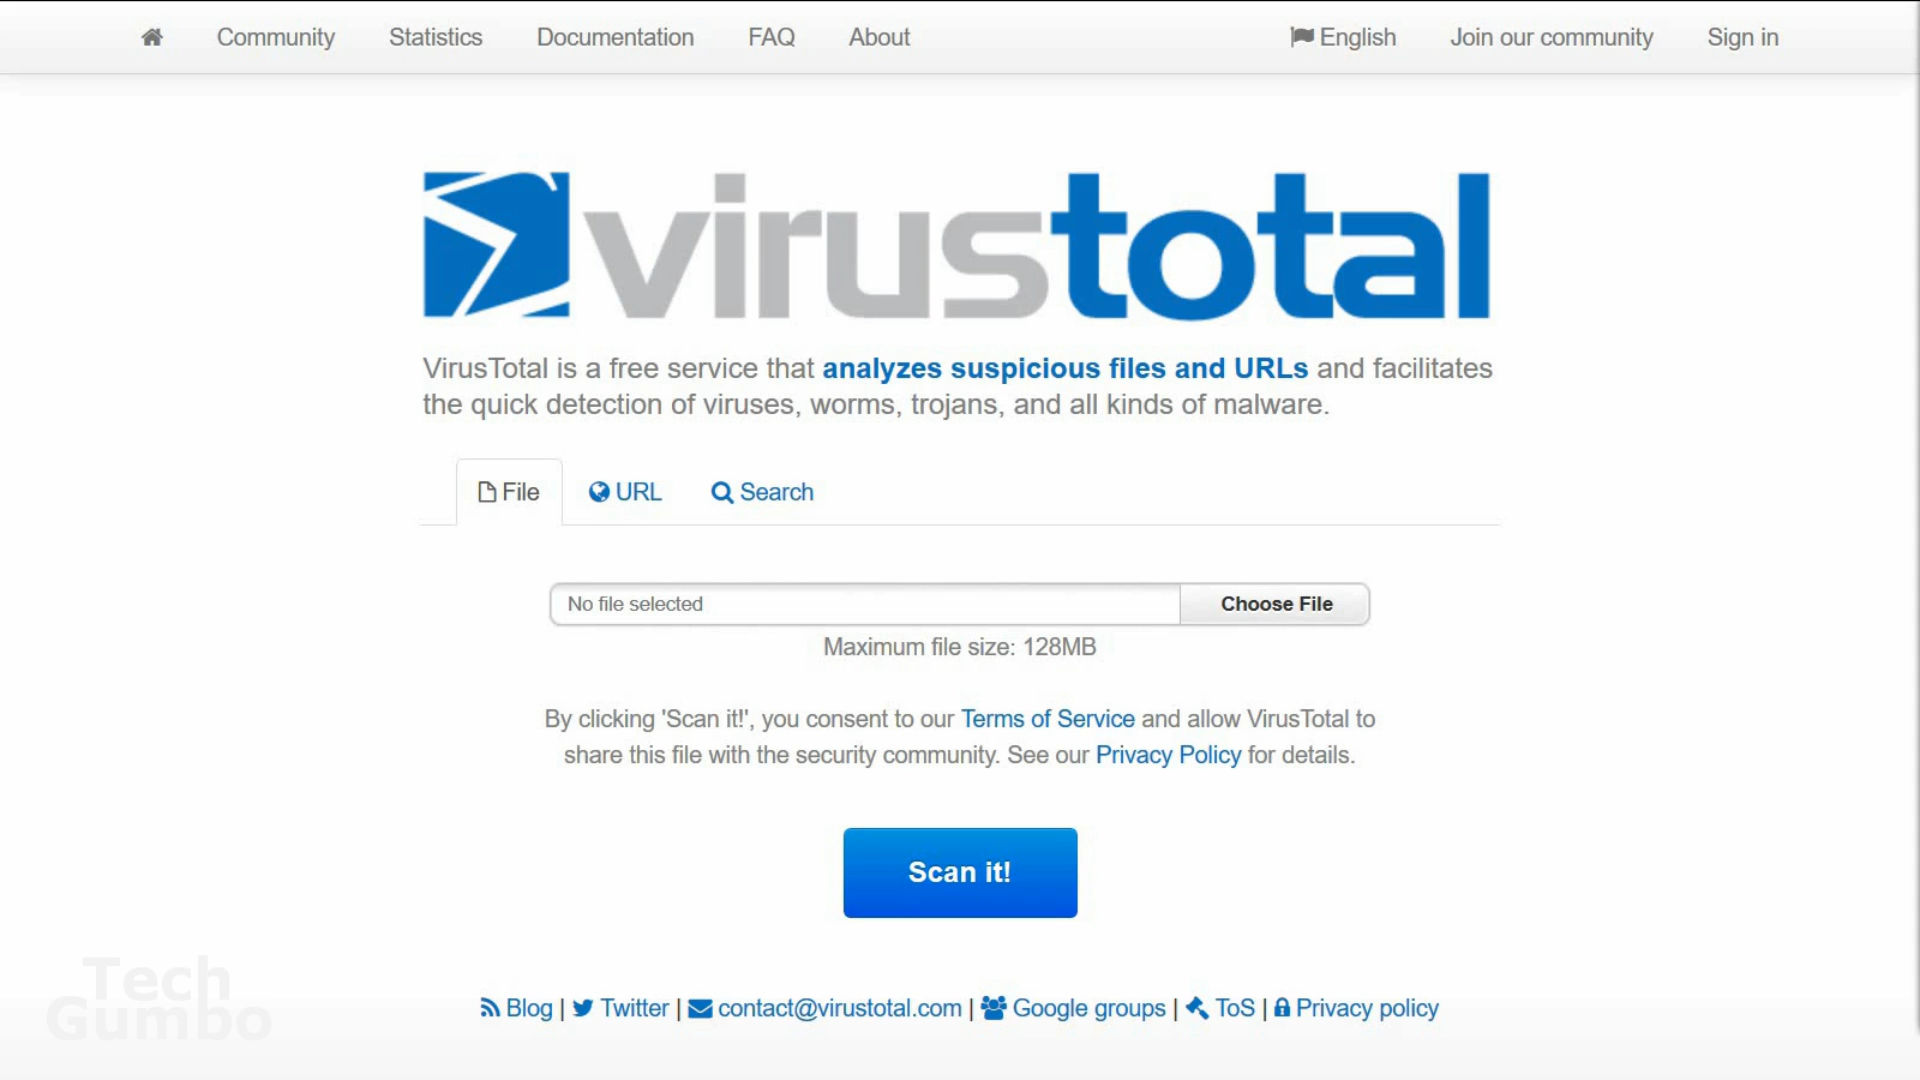 Community Statistics Documentation FAQ About English Join our community Sign in
virustotal
VirusTotal is a free service that analyzes suspicious files and URLs and facilitates
the quick detection of viruses, worms, trojans, and all kinds of malware.
File URL Search
No file selected Choose File
Maximum file size: 128MB
By clicking 'Scan it!', you consent to our Terms of Service and allow VirusTotal to
share this file with the security community. See our Privacy Policy for details.
Scan it!
Tech
Gumbo
Blog | Twitter | contact@virustotal.com | Google groups | ToS | Privacy policy